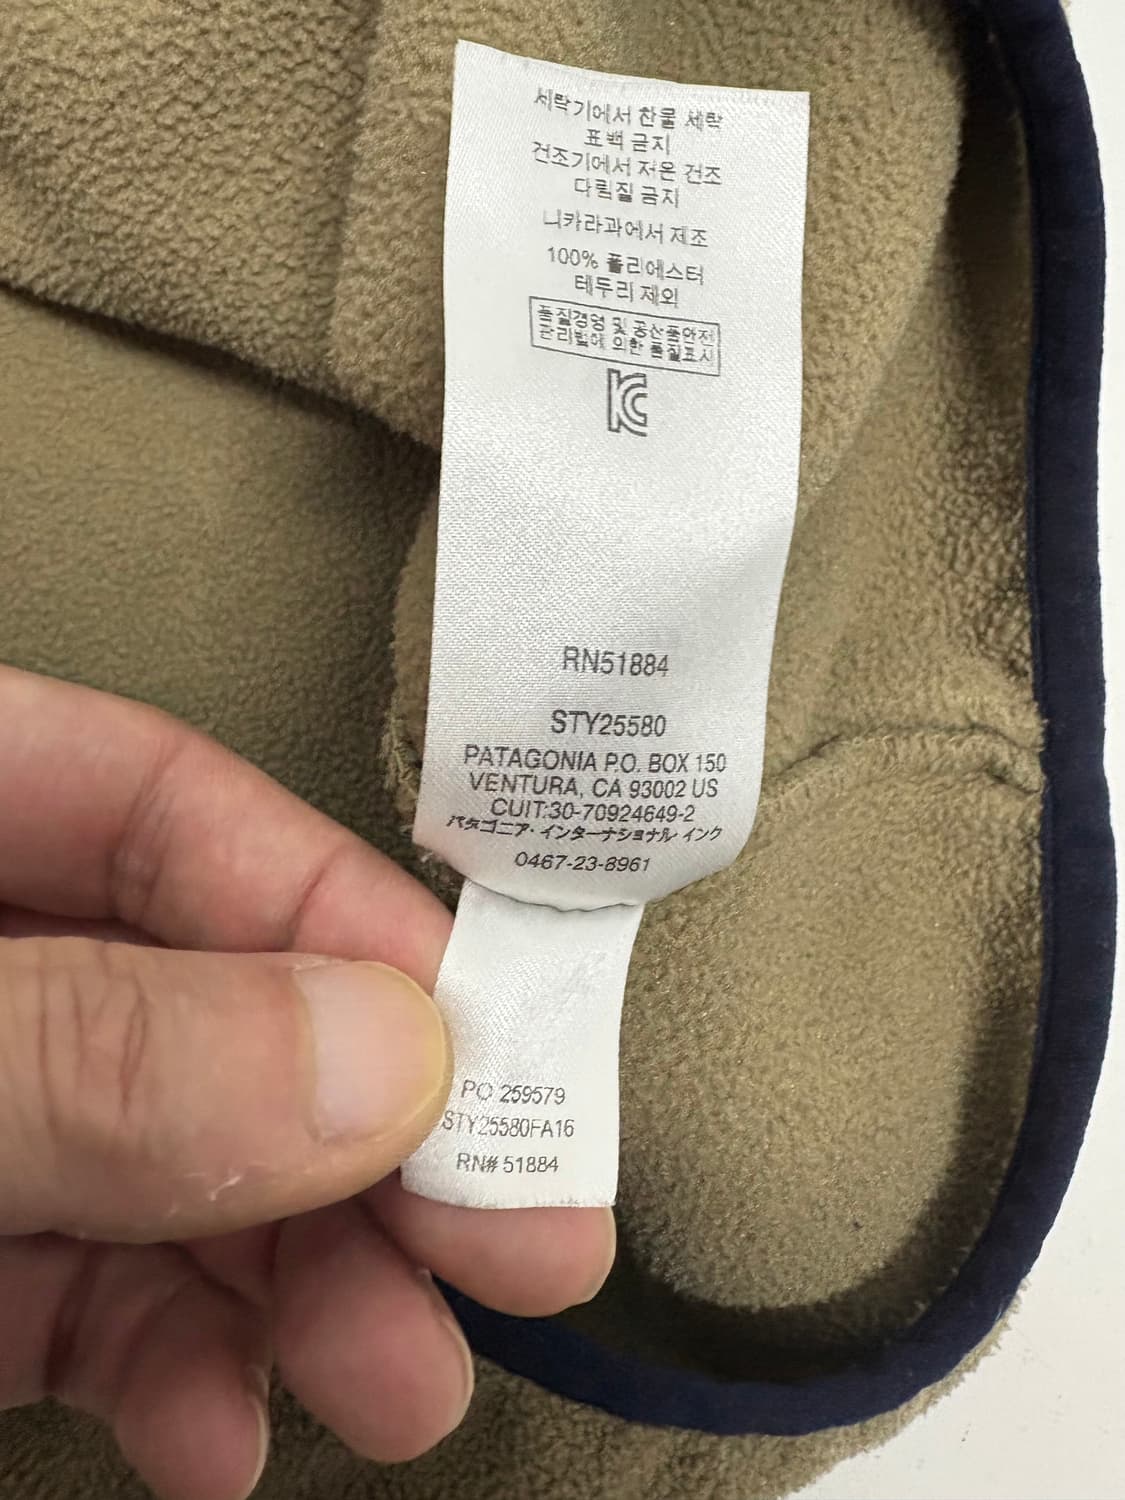 세탁기에서 찬물 세탁
표백 금지
건조기에서 저온 건조
다림질 금지
니카라과에서 제조
100% 폴리에스터
테두리 제외
품질경영 및 공산품안전
관리법에 의한 품질표시
KC
RN51884
STY25580
PATAGONIA P.O. BOX 150
VENTURA, CA 93002 US
CUIT:30-70924649-2
パタゴニア・インターナショナル インク
0467-23-8961
PO 259579
STY25580FA16
RN# 51884